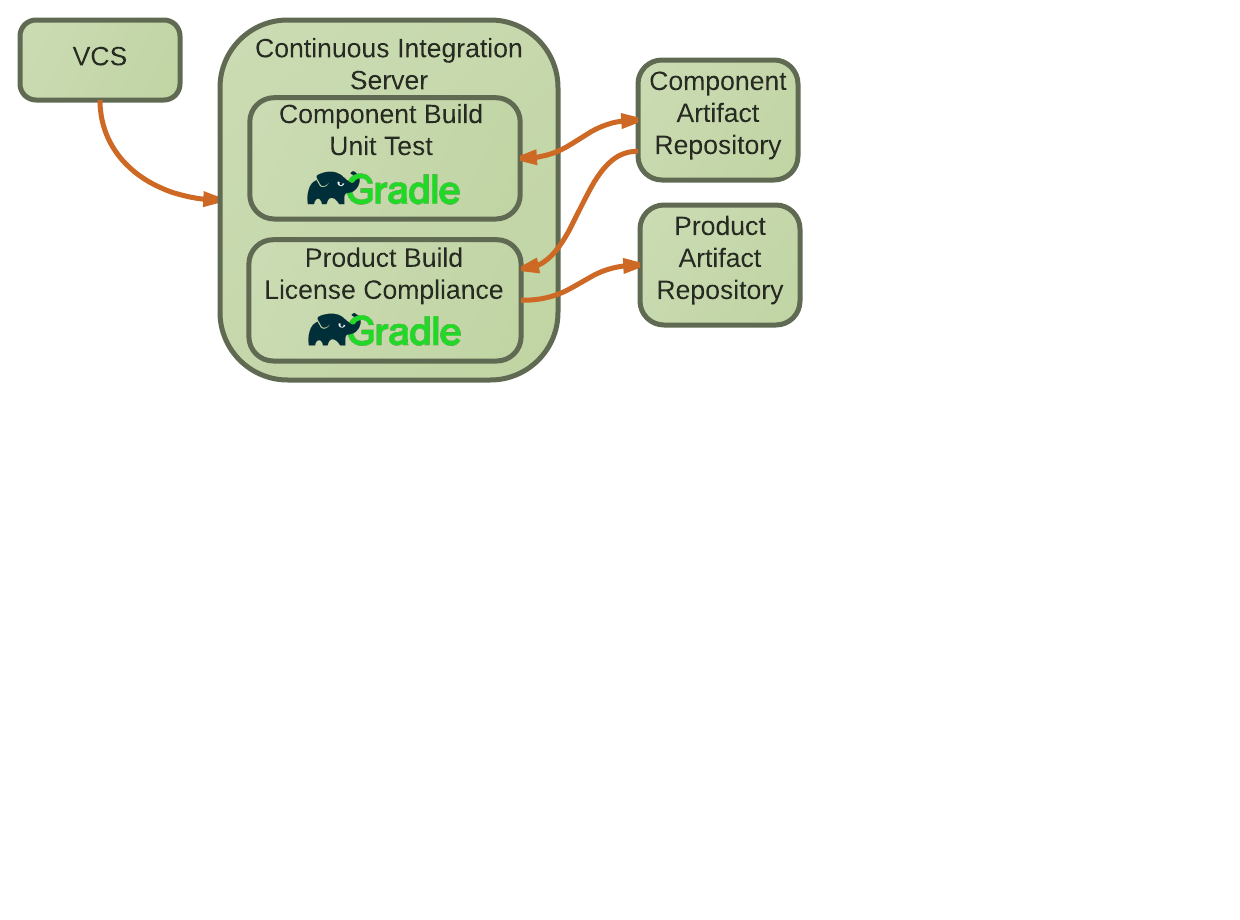 VCS
Continuous Integration
Server
Component Build
Unit Test
Gradle
Product Build
License Compliance
Gradle
Component
Artifact
Repository
Product
Artifact
Repository